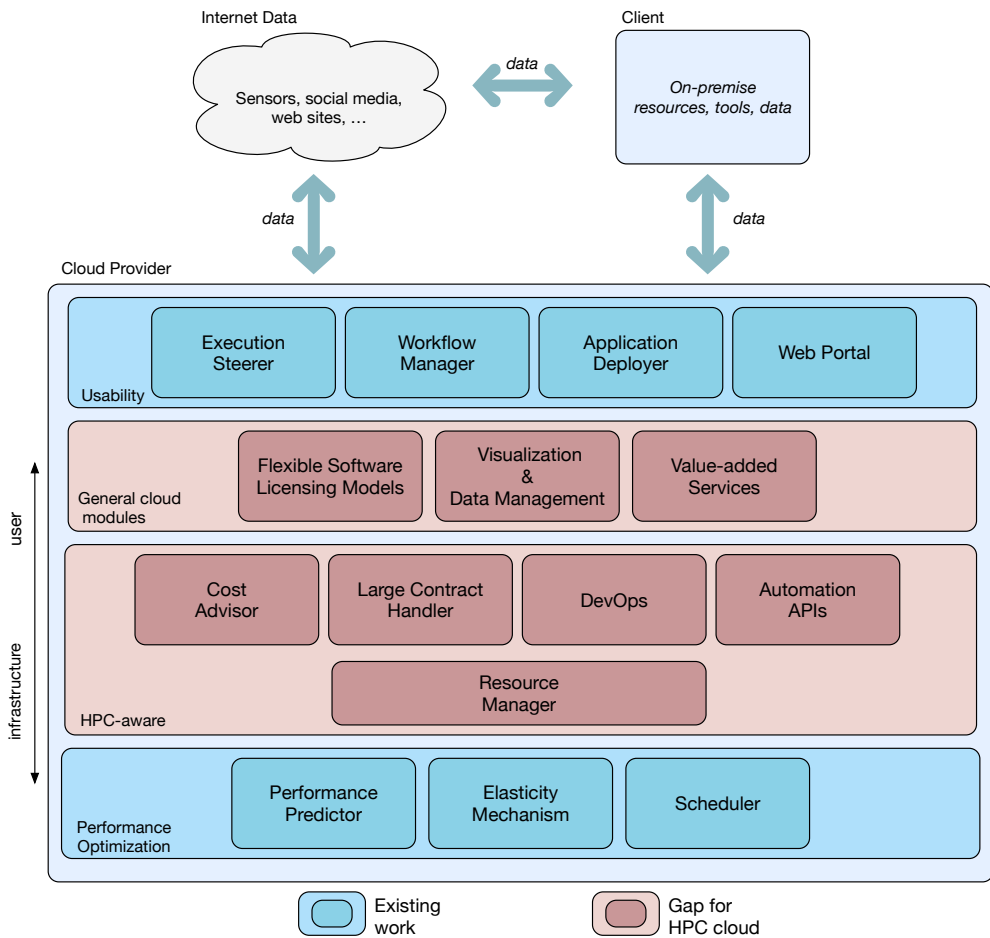 Internet Data
Client
data
Sensors, social media,
web sites, …
On-premise
resources, tools, data
data
data
Cloud Provider
Execution
Steerer
Workflow
Manager
Application
Deployer
Web Portal
Usability
Flexible Software
Licensing Models
Visualization
&
Data Management
Value-added
Services
General cloud
modules
user
infrastructure
Cost
Advisor
Large Contract
Handler
DevOps
Automation
APIs
Resource
Manager
HPC-aware
Performance
Predictor
Elasticity
Mechanism
Scheduler
Performance
Optimization
Existing
work
Gap for
HPC cloud